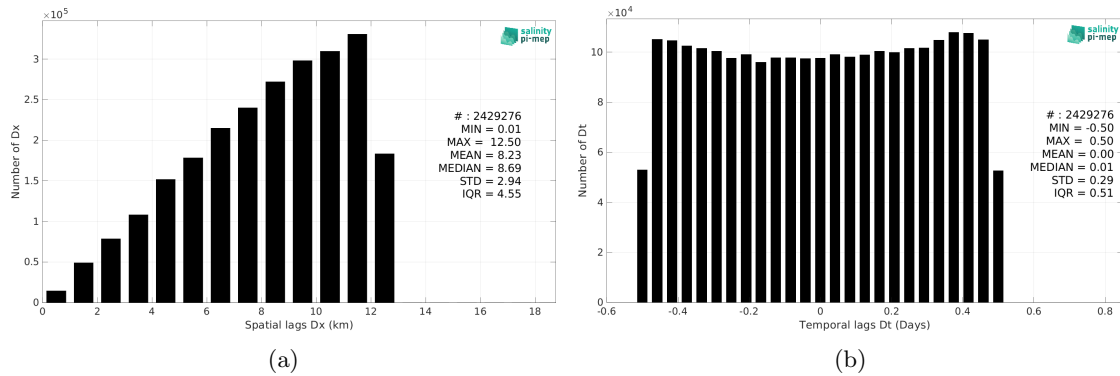 ×10⁵
salinity
pi-mep
3
2.5
2
1.5
1
0.5
0
Number of Dx
# : 2429276
MIN = 0.01
MAX = 12.50
MEAN = 8.23
MEDIAN = 8.69
STD = 2.94
IQR = 4.55
0 2 4 6 8 10 12 14 16 18
Spatial lags Dx (km)
(a)
×10⁴
salinity
pi-mep
10
8
6
4
2
0
Number of Dt
# : 2429276
MIN = -0.50
MAX = 0.50
MEAN = 0.00
MEDIAN = 0.01
STD = 0.29
IQR = 0.51
-0.6 -0.4 -0.2 0 0.2 0.4 0.6 0.8
Temporal lags Dt (Days)
(b)